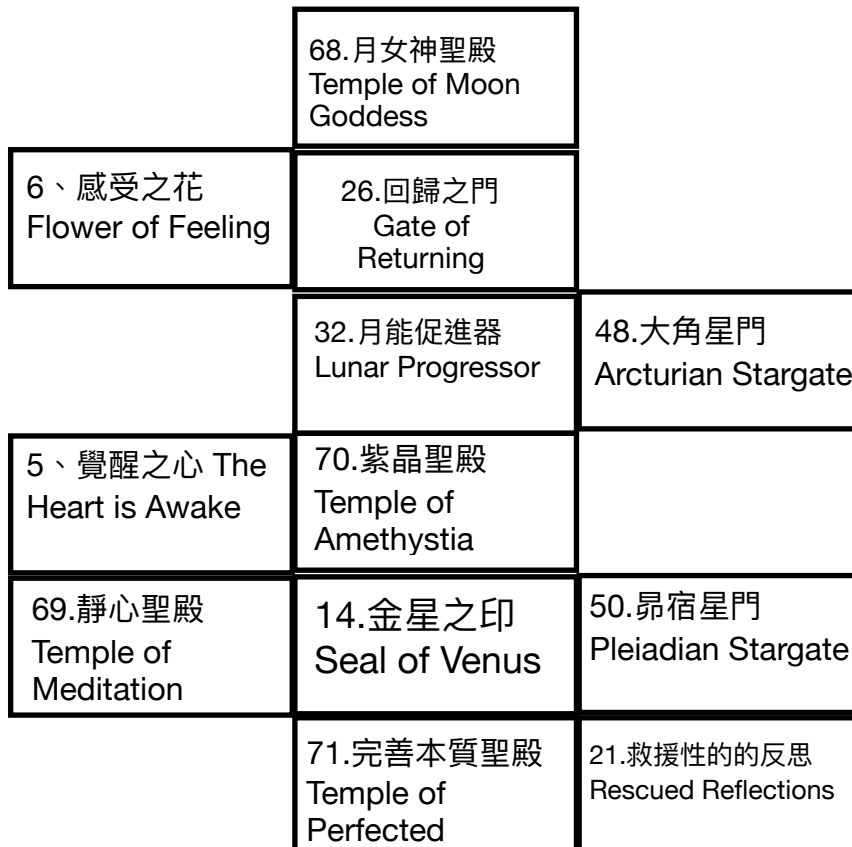 68.月女神聖殿
Temple of Moon
Goddess
6、感受之花
Flower of Feeling
26.回歸之門
Gate of
Returning
32.月能促進器
Lunar Progressor
48.大角星門
Arcturian Stargate
5、覺醒之心 The
Heart is Awake
70.紫晶聖殿
Temple of
Amethystia
69.靜心聖殿
Temple of
Meditation
14.金星之印
Seal of Venus
50.昴宿星門
Pleiadian Stargate
71.完善本質聖殿
Temple of
Perfected
21.救援性的的反思
Rescued Reflections